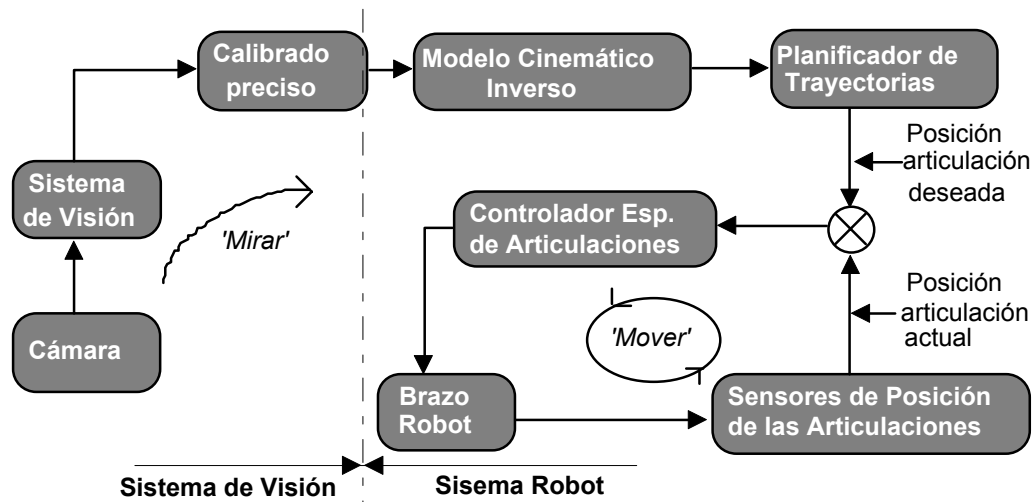 Calibrado
preciso
Modelo Cinemático
Inverso
Planificador de
Trayectorias
Posición
articulación
deseada
Sistema
de Visión
'Mirar'
Controlador Esp.
de Articulaciones
Posición
articulación
actual
Cámara
'Mover'
Brazo
Robot
Sensores de Posición
de las Articulaciones
Sistema de Visión
Sisema Robot